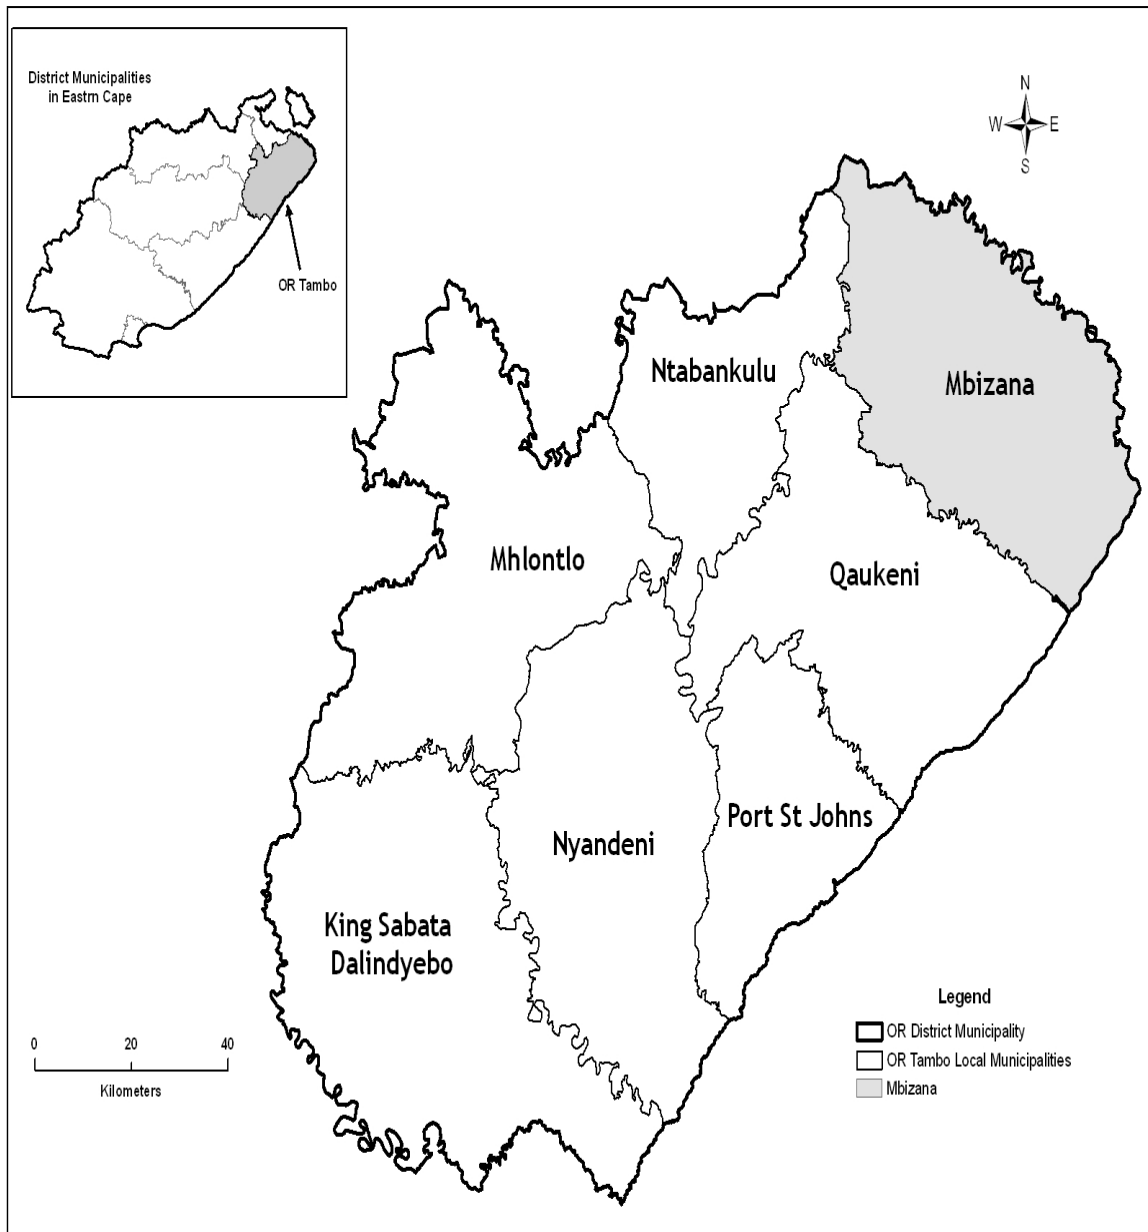 District Municipalities
in Eastrn Cape
OR Tambo
N
W E
S
Ntabankulu
Mbizana
Mhlontlo
Qaukeni
Port St Johns
Nyandeni
King Sabata
Dalindyebo
Legend
OR District Municipality
OR Tambo Local Municipalities
Mbizana
0 20 40
Kilometers